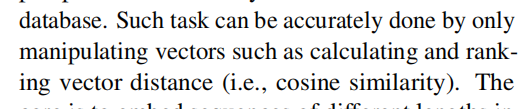 database. Such task can be accurately done by only
manipulating vectors such as calculating and rank-
ing vector distance (i.e., cosine similarity). The